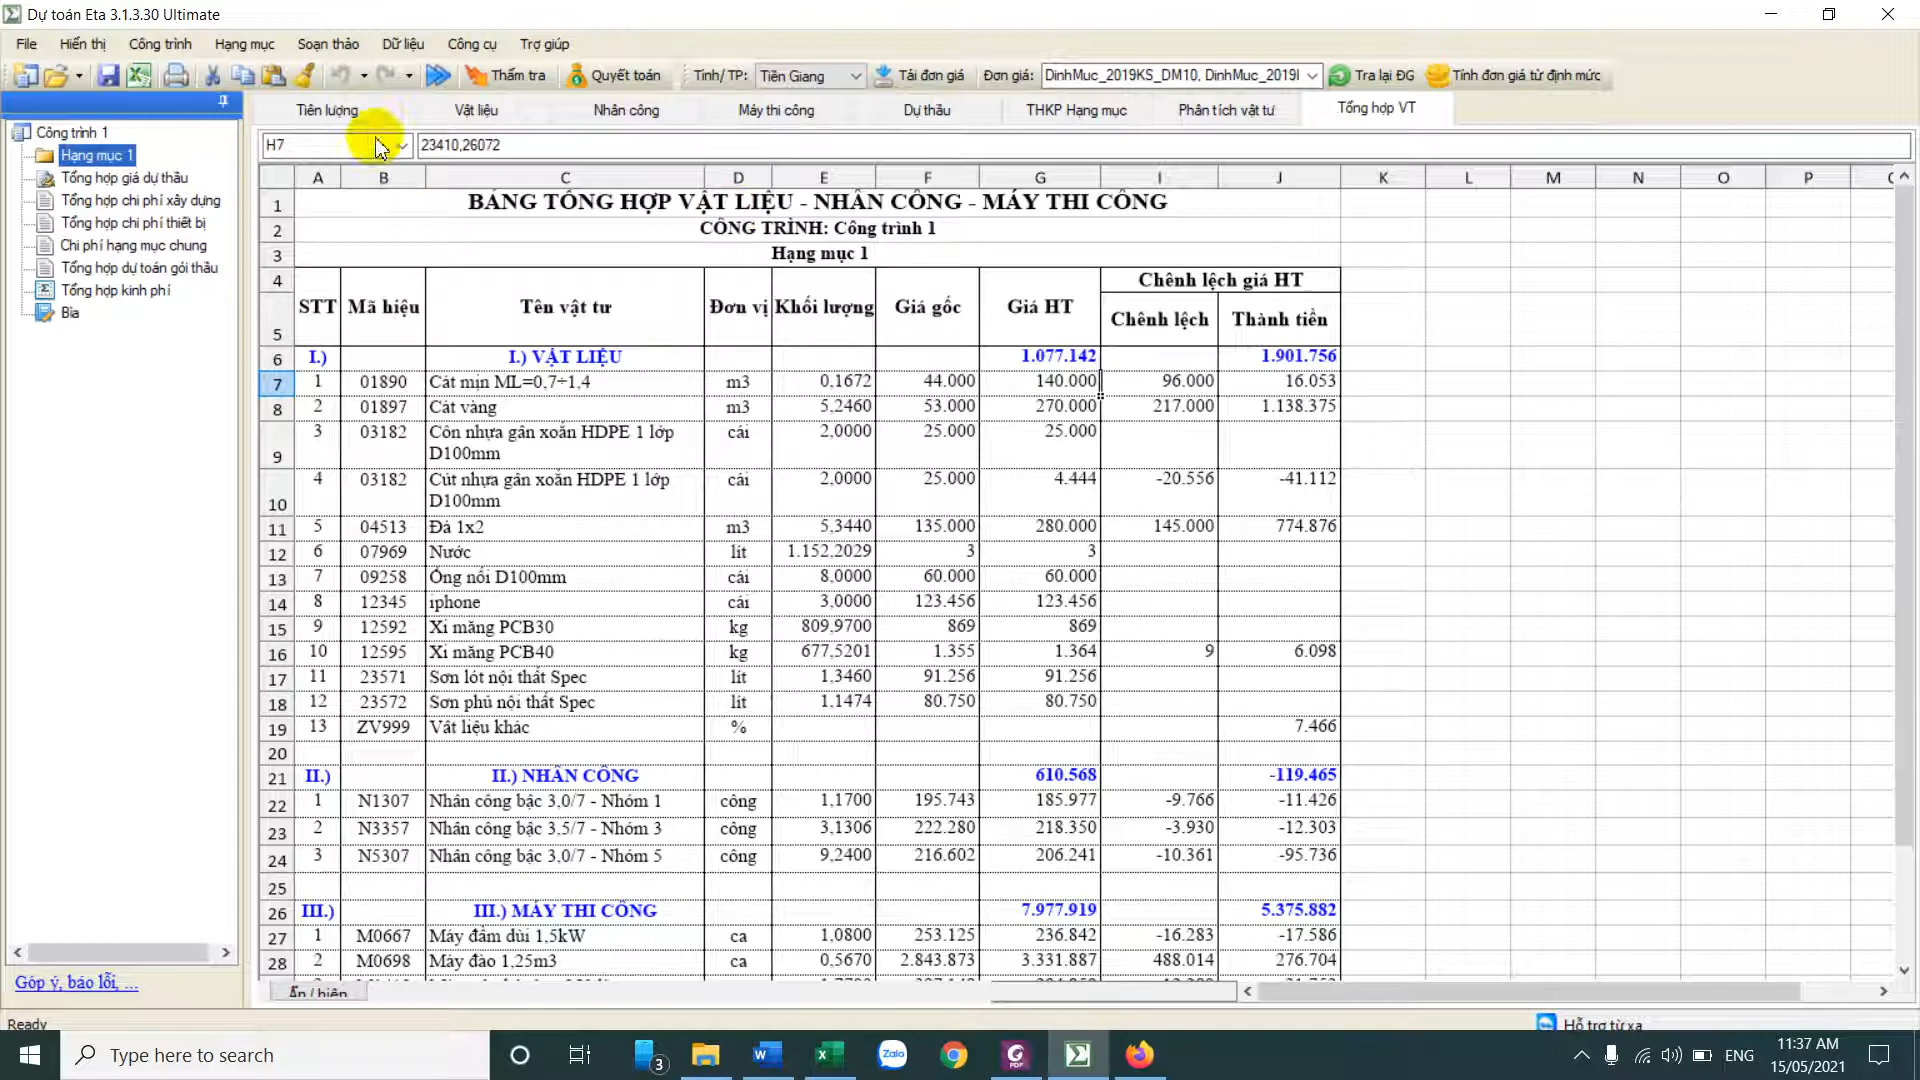 Dự toán Eta 3.1.3.30 Ultimate
File Hiển thị Công trình Hạng mục Soạn thảo Dữ liệu Công cụ Trợ giúp
Thẩm tra Quyết toán Tỉnh/ TP: Tiền Giang Tải đơn giá Đơn giá: DinhMuc_2019KS_DM10, DinhMuc_2019I Tra lại ĐG Tính đơn giá từ định mức
Tiên lượng Vật liệu Nhân công Máy thi công Dự thầu THKP Hạng mục Phân tích vật tư Tổng hợp VT
H7 23410,26072
Công trình 1
Hạng mục 1
Tổng hợp giá dự thầu
Tổng hợp chi phí xây dựng
Tổng hợp chi phí thiết bị
Chi phí hạng mục chung
Tổng hợp dự toán gói thầu
Tổng hợp kinh phí
Bìa
Góp ý, báo lỗi, ...
A B C D E F G I J K L M N O P
1 BẢNG TỔNG HỢP VẬT LIỆU - NHÂN CÔNG - MÁY THI CÔNG
2 CÔNG TRÌNH: Công trình 1
3 Hạng mục 1
4 Chênh lệch giá HT
STT Mã hiệu Tên vật tư Đơn vị Khối lượng Giá gốc Giá HT
5 Chênh lệch Thành tiền
6 I.) I.) VẬT LIỆU 1.077.142 1.901.756
7 1 01890 Cát mịn ML=0,7÷1,4 m3 0,1672 44.000 140.000 96.000 16.053
8 2 01897 Cát vàng m3 5,2460 53.000 270.000 217.000 1.138.375
9 3 03182 Côn nhựa gân xoắn HDPE 1 lớp D100mm cái 2,0000 25.000 25.000
10 4 03182 Cút nhựa gân xoắn HDPE 1 lớp D100mm cái 2,0000 25.000 4.444 -20.556 -41.112
11 5 04513 Đá 1x2 m3 5,3440 135.000 280.000 145.000 774.876
12 6 07969 Nước lít 1.152,2029 3 3
13 7 09258 Ống nối D100mm cái 8,0000 60.000 60.000
14 8 12345 iphone cái 3,0000 123.456 123.456
15 9 12592 Xi măng PCB30 kg 809,9700 869 869
16 10 12595 Xi măng PCB40 kg 677,5201 1.355 1.364 9 6.098
17 11 23571 Sơn lót nội thất Spec lít 1,3460 91.256 91.256
18 12 23572 Sơn phủ nội thất Spec lít 1,1474 80.750 80.750
19 13 ZV999 Vật liệu khác % 7.466
20
21 II.) II.) NHÂN CÔNG 610.568 -119.465
22 1 N1307 Nhân công bậc 3,0/7 - Nhóm 1 công 1,1700 195.743 185.977 -9.766 -11.426
23 2 N3357 Nhân công bậc 3,5/7 - Nhóm 3 công 3,1306 222.280 218.350 -3.930 -12.303
24 3 N5307 Nhân công bậc 3,0/7 - Nhóm 5 công 9,2400 216.602 206.241 -10.361 -95.736
25
26 III.) III.) MÁY THI CÔNG 7.977.919 5.375.882
27 1 M0667 Máy đầm dùi 1,5kW ca 1,0800 253.125 236.842 -16.283 -17.586
28 2 M0698 Máy đào 1,25m3 ca 0,5670 2.843.873 3.331.887 488.014 276.704
Ẩn / hiện
Ready Hỗ trợ từ xa
Type here to search 3 Zalo PDF ENG 11:37 AM
15/05/2021